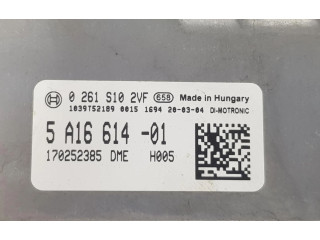 0 261 S10 2VF 658 Made in Hungary
1039T52189 0015 1694 20-03-04 DI-MOTRONIC
5 A16 614 -01
170252385 DME H005